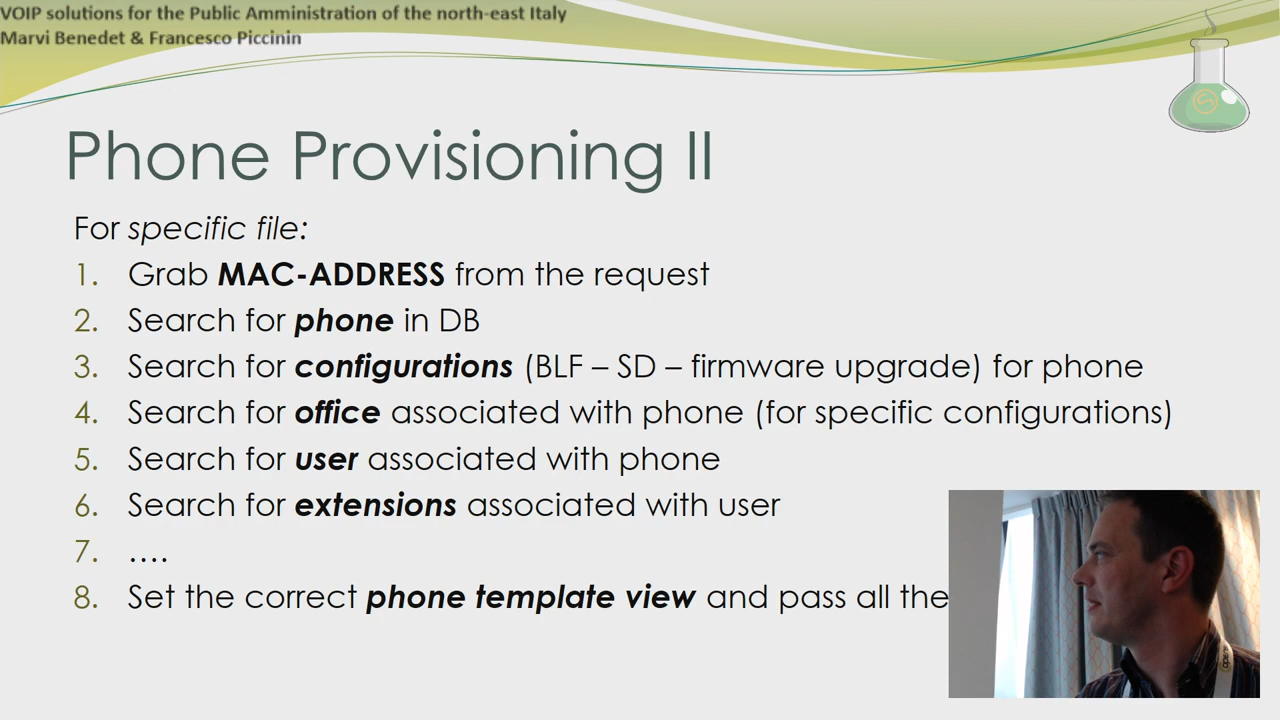 VOIP solutions for the Public Amministration of the north-east Italy
Marvi Benedet & Francesco Piccinin
Phone Provisioning II
For specific file:
1. Grab MAC-ADDRESS from the request
2. Search for phone in DB
3. Search for configurations (BLF – SD – firmware upgrade) for phone
4. Search for office associated with phone (for specific configurations)
5. Search for user associated with phone
6. Search for extensions associated with user
7. ....
8. Set the correct phone template view and pass all the